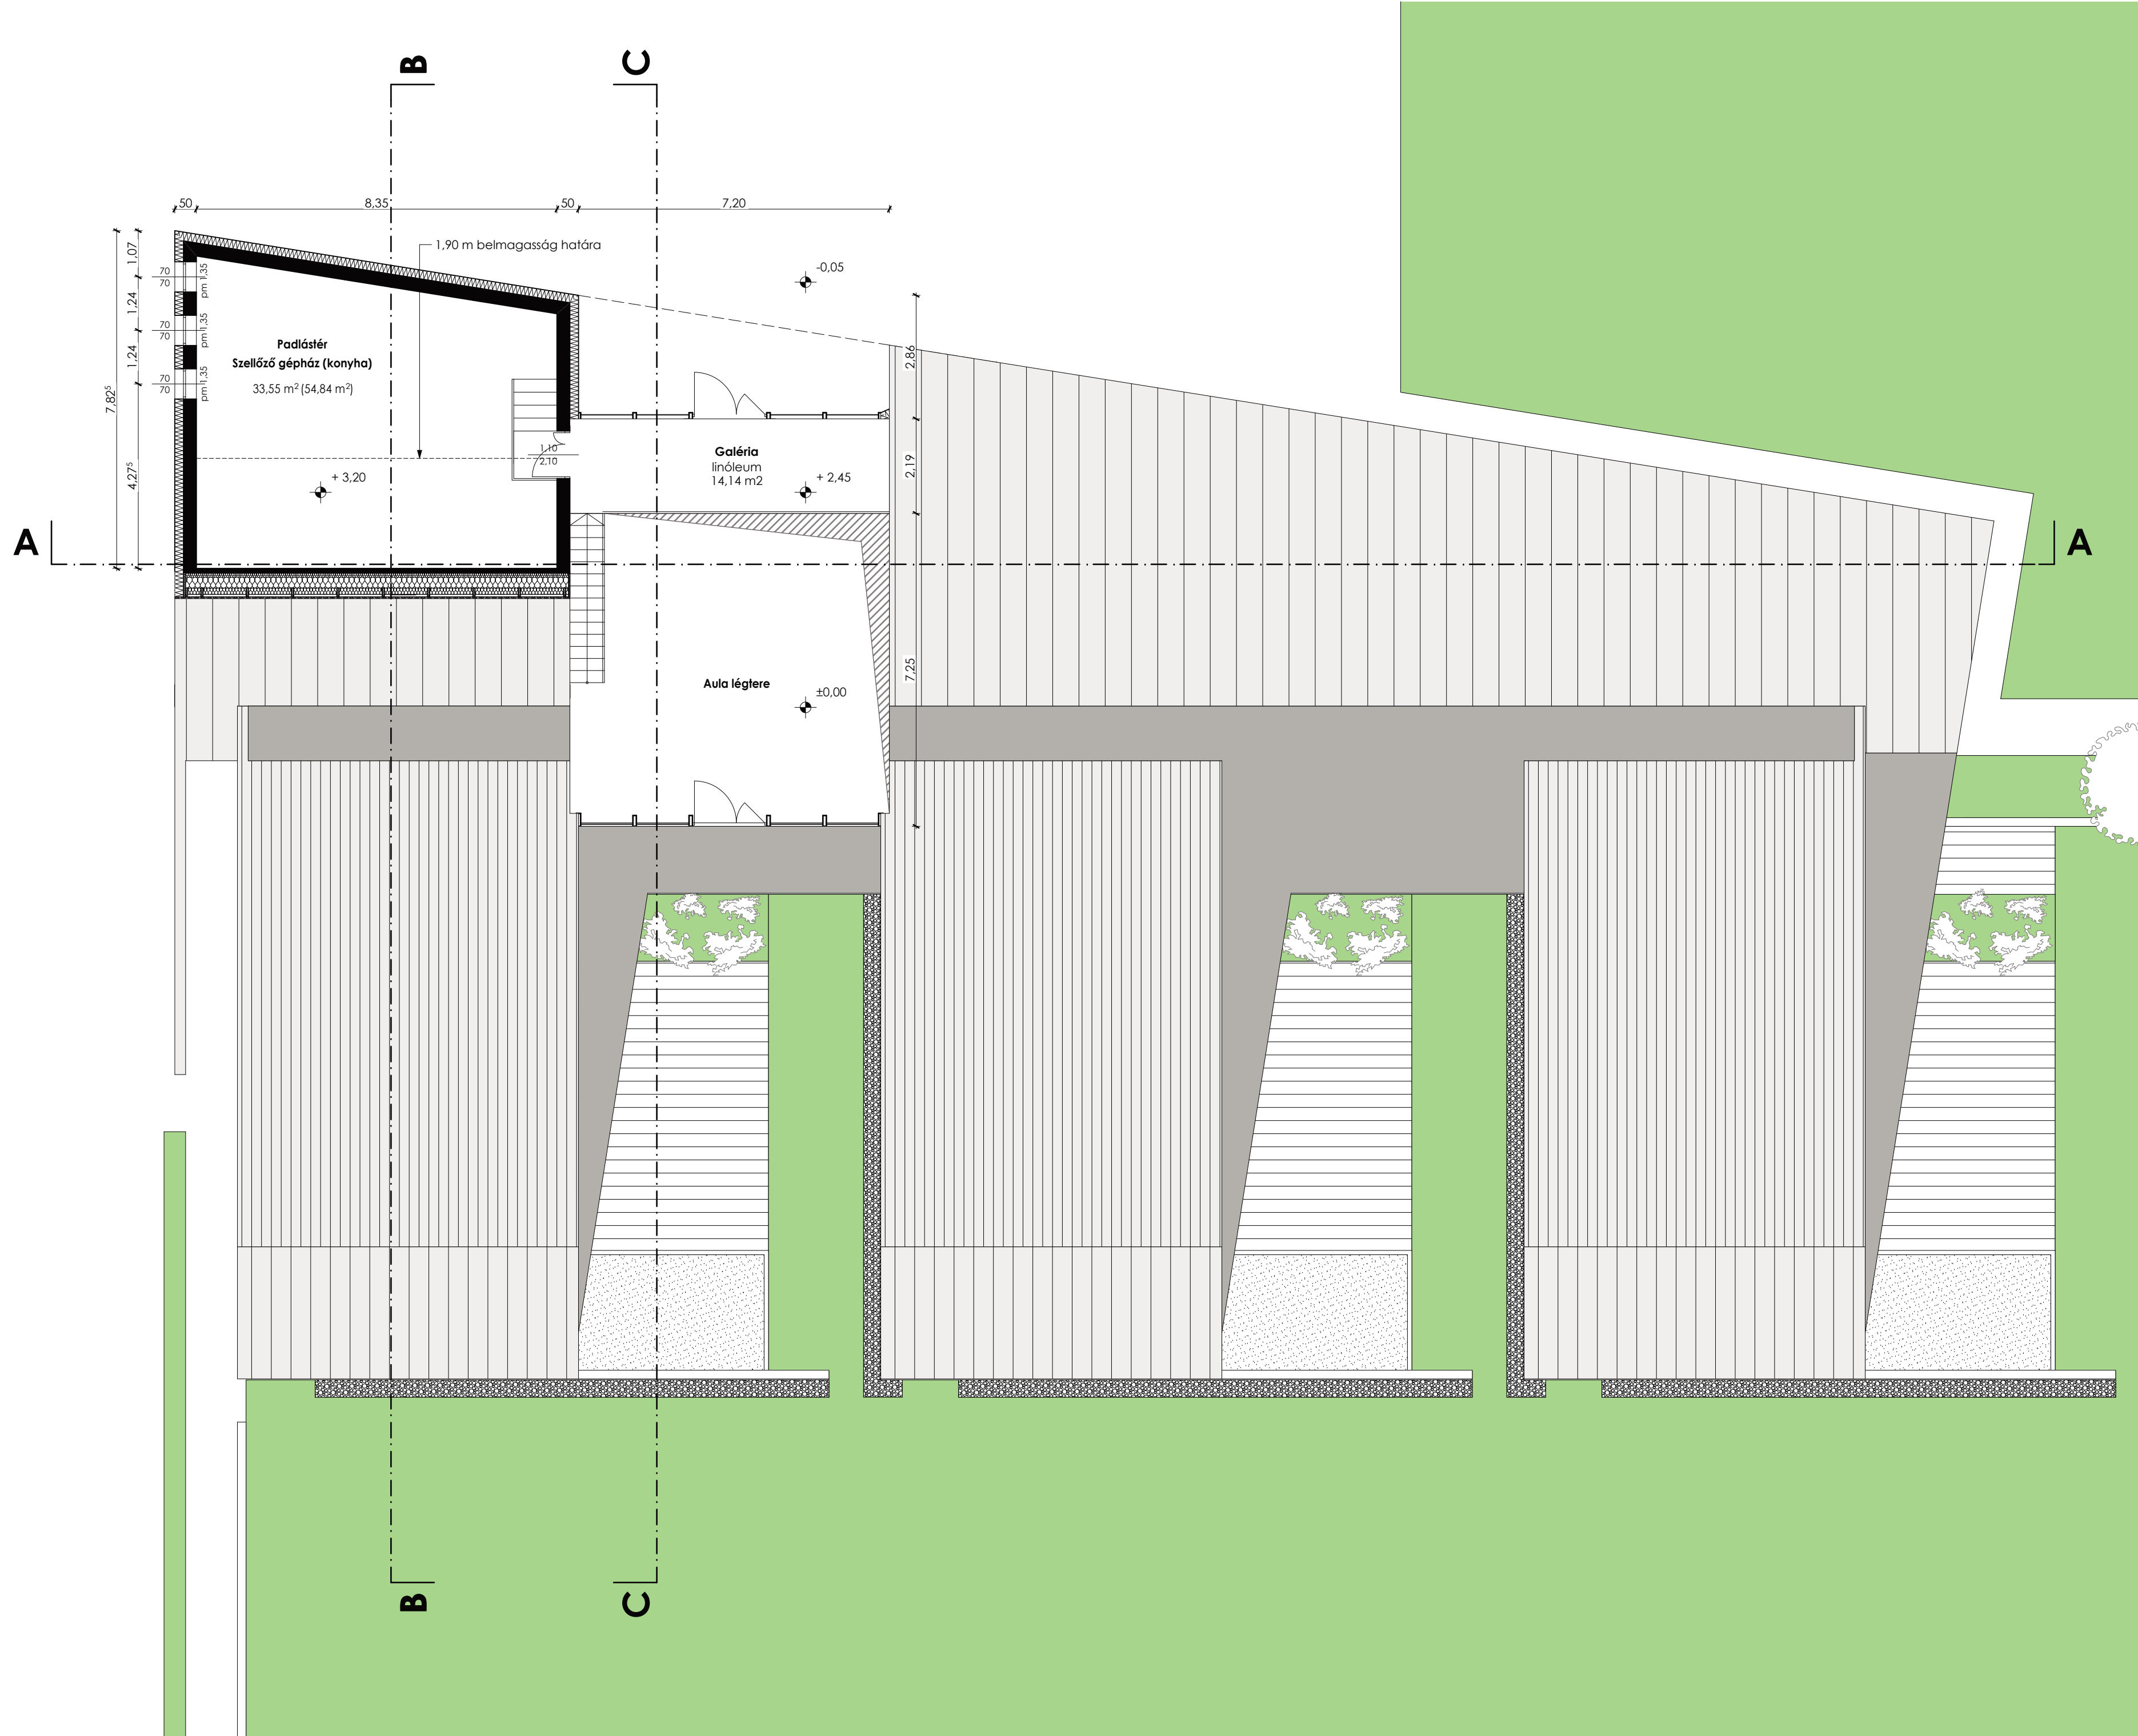 B
C
50
8,35
50
7,20
1,90 m belmagasság határa
-0,05
1,07
1,24
1,24
4,27⁵
7,82⁵
70
70
pm 1,35
70
70
pm 1,35
70
70
pm 1,35
Padlástér
Szellőző gépház (konyha)
33,55 m² (54,84 m²)
2,86
1,10
2,10
Galéria
linóleum
14,14 m2
2,19
+ 3,20
+ 2,45
A
A
Aula légtere
±0,00
7,25
B
C